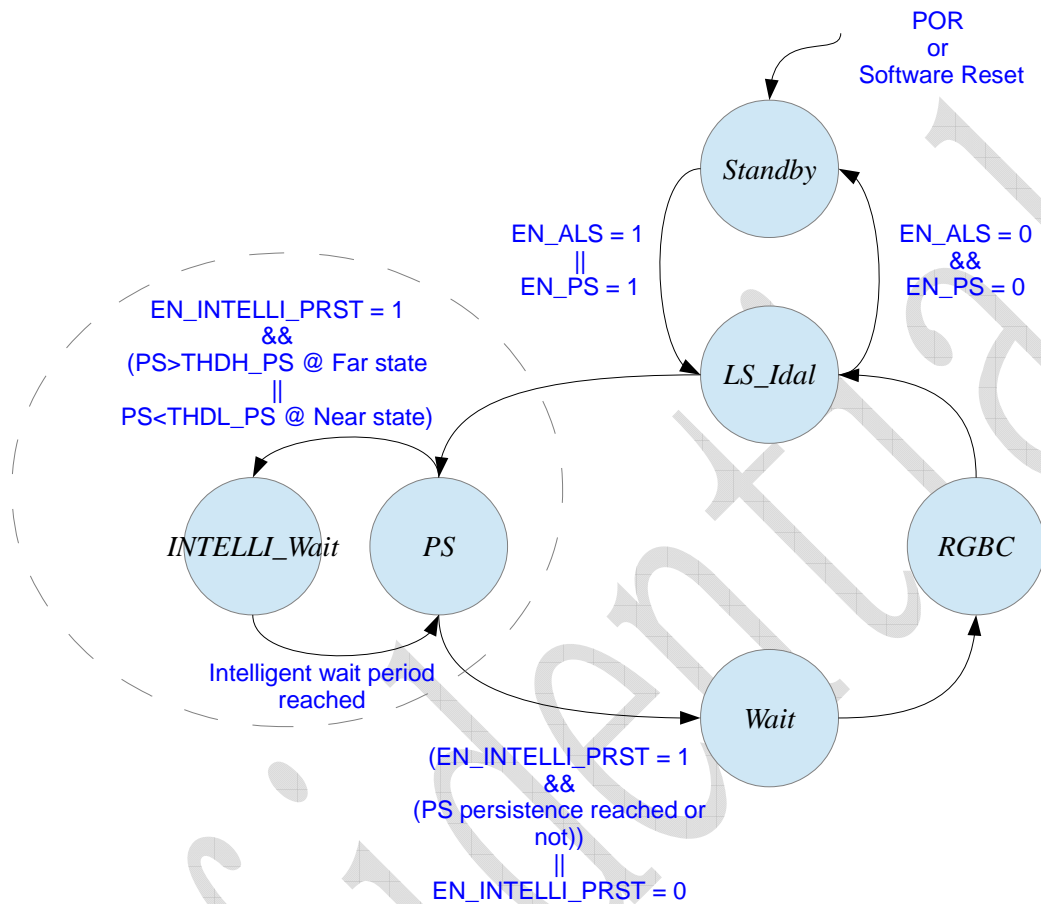 POR
or
Software Reset
Standby
EN_ALS = 1
||
EN_PS = 1
EN_ALS = 0
&&
EN_PS = 0
EN_INTELLI_PRST = 1
&&
(PS>THDH_PS @ Far state
||
PS<THDL_PS @ Near state)
LS_Idal
INTELLI_Wait
PS
RGBC
Intelligent wait period
reached
Wait
(EN_INTELLI_PRST = 1
&&
(PS persistence reached or
not))
||
EN_INTELLI_PRST = 0